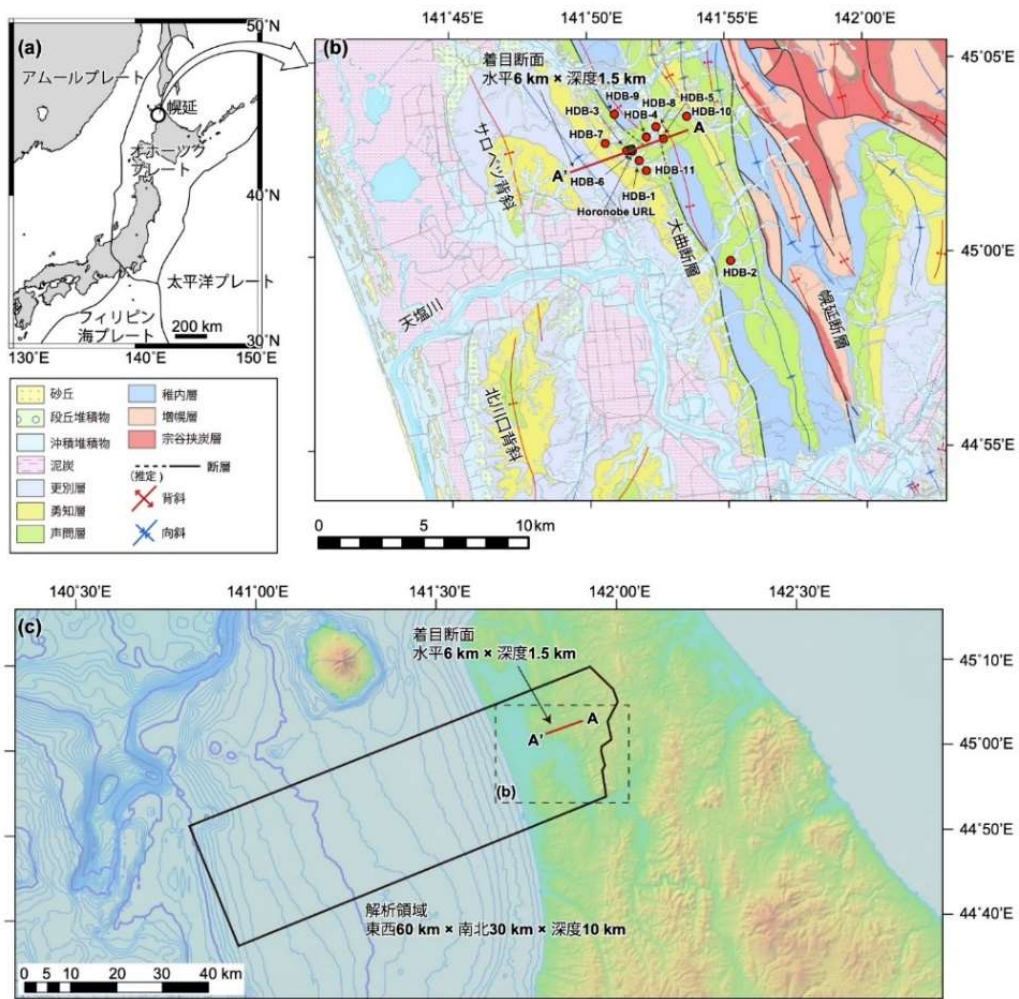 (a)
50˚N
アムールプレート
幌延
オホーツク
プレート
40˚N
太平洋プレート
フィリピン
海プレート
200 km
30˚N
130˚E
140˚E
150˚E
砂丘
段丘堆積物
沖積堆積物
泥炭
更別層
勇知層
声問層
稚内層
増幌層
宗谷挟炭層
(推定)
断層
背斜
向斜
141˚45'E
141˚50'E
141˚55'E
142˚00'E
(b)
着目断面
水平6 km × 深度1.5 km
45˚05'E
HDB-9
HDB-5
HDB-3
HDB-8
HDB-4
HDB-10
HDB-7
A
A'
HDB-6
HDB-11
HDB-1
Horonobe URL
サロベツ背斜
大曲断層
45˚00'E
HDB-2
天塩川
幌延断層
北川口背斜
44˚55'E
0
5
10km
140˚30'E
141˚00'E
141˚30'E
142˚00'E
142˚30'E
(c)
着目断面
水平6 km × 深度1.5 km
45˚10'E
A
A'
45˚00'E
(b)
44˚50'E
解析領域
東西60 km × 南北30 km × 深度10 km
44˚40'E
0 5 10 20 30 40 km